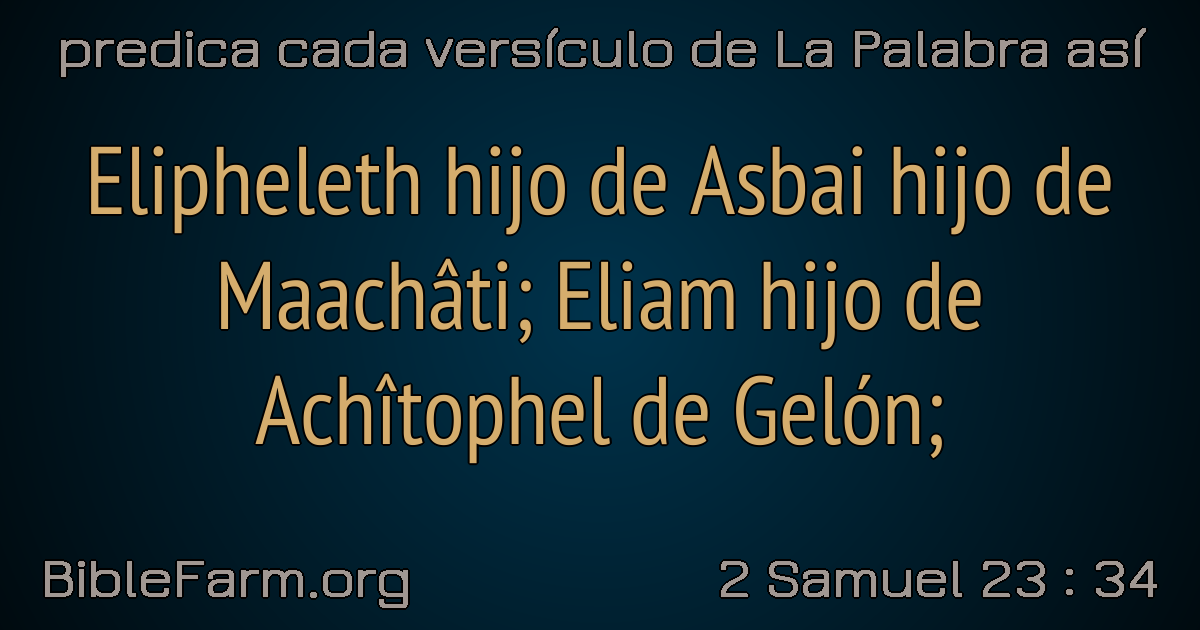 predica cada versículo de La Palabra así
Elipheleth hijo de Asbai hijo de
Maachâti; Eliam hijo de
Achîtophel de Gelón;
BibleFarm.org
2 Samuel 23 : 34